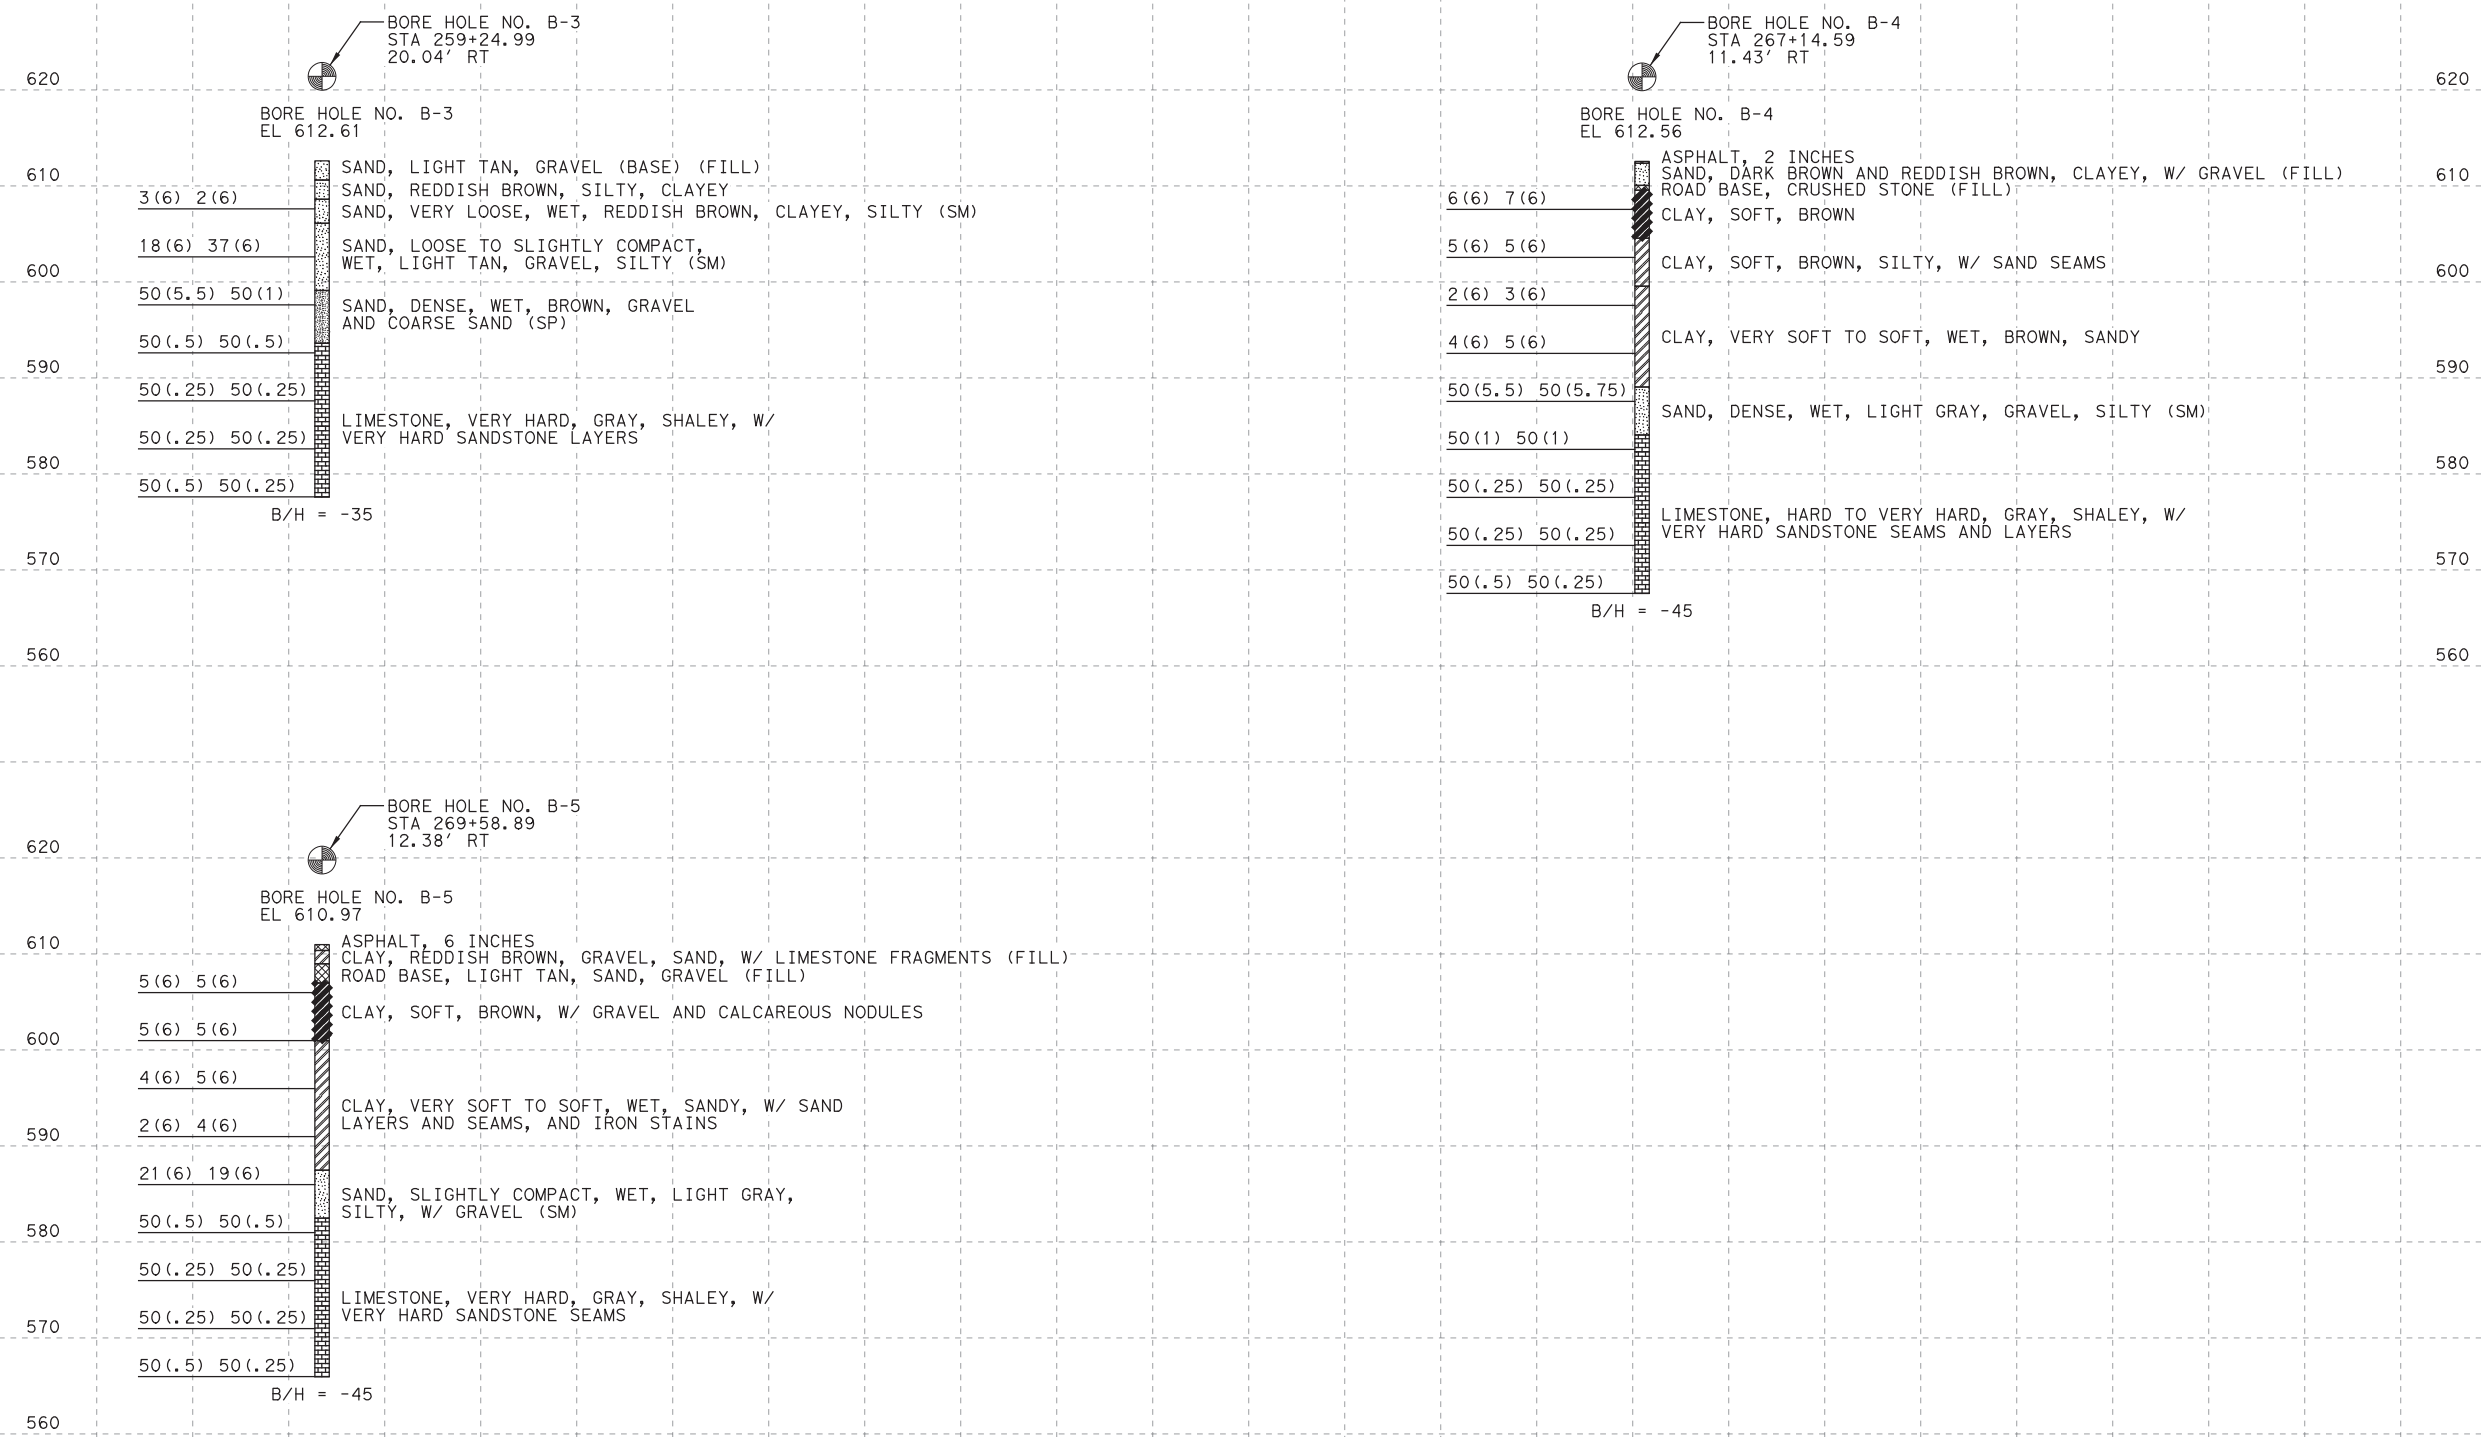 BORE HOLE NO. B-3
STA 259+24.99
20.04' RT
620
BORE HOLE NO. B-3
EL 612.61
SAND, LIGHT TAN, GRAVEL (BASE) (FILL)
610
SAND, REDDISH BROWN, SILTY, CLAYEY
3(6) 2(6)
SAND, VERY LOOSE, WET, REDDISH BROWN, CLAYEY, SILTY (SM)
18(6) 37(6)
SAND, LOOSE TO SLIGHTLY COMPACT,
WET, LIGHT TAN, GRAVEL, SILTY (SM)
600
50(5.5) 50(1)
SAND, DENSE, WET, BROWN, GRAVEL
AND COARSE SAND (SP)
50(.5) 50(.5)
590
50(.25) 50(.25)
LIMESTONE, VERY HARD, GRAY, SHALEY, W/
VERY HARD SANDSTONE LAYERS
50(.25) 50(.25)
580
50(.5) 50(.25)
B/H = -35
570
560
BORE HOLE NO. B-4
STA 267+14.59
11.43' RT
620
BORE HOLE NO. B-4
EL 612.56
ASPHALT, 2 INCHES
SAND, DARK BROWN AND REDDISH BROWN, CLAYEY, W/ GRAVEL (FILL)
610
ROAD BASE, CRUSHED STONE (FILL)
6(6) 7(6)
CLAY, SOFT, BROWN
5(6) 5(6)
CLAY, SOFT, BROWN, SILTY, W/ SAND SEAMS
600
2(6) 3(6)
CLAY, VERY SOFT TO SOFT, WET, BROWN, SANDY
4(6) 5(6)
590
50(5.5) 50(5.75)
SAND, DENSE, WET, LIGHT GRAY, GRAVEL, SILTY (SM)
50(1) 50(1)
580
50(.25) 50(.25)
LIMESTONE, HARD TO VERY HARD, GRAY, SHALEY, W/
VERY HARD SANDSTONE SEAMS AND LAYERS
50(.25) 50(.25)
570
50(.5) 50(.25)
B/H = -45
560
BORE HOLE NO. B-5
STA 269+58.89
12.38' RT
620
BORE HOLE NO. B-5
EL 610.97
610
ASPHALT, 6 INCHES
CLAY, REDDISH BROWN, GRAVEL, SAND, W/ LIMESTONE FRAGMENTS (FILL)
ROAD BASE, LIGHT TAN, SAND, GRAVEL (FILL)
5(6) 5(6)
CLAY, SOFT, BROWN, W/ GRAVEL AND CALCAREOUS NODULES
5(6) 5(6)
600
4(6) 5(6)
CLAY, VERY SOFT TO SOFT, WET, SANDY, W/ SAND
LAYERS AND SEAMS, AND IRON STAINS
2(6) 4(6)
590
21(6) 19(6)
SAND, SLIGHTLY COMPACT, WET, LIGHT GRAY,
SILTY, W/ GRAVEL (SM)
50(.5) 50(.5)
580
50(.25) 50(.25)
LIMESTONE, VERY HARD, GRAY, SHALEY, W/
VERY HARD SANDSTONE SEAMS
50(.25) 50(.25)
570
50(.5) 50(.25)
B/H = -45
560